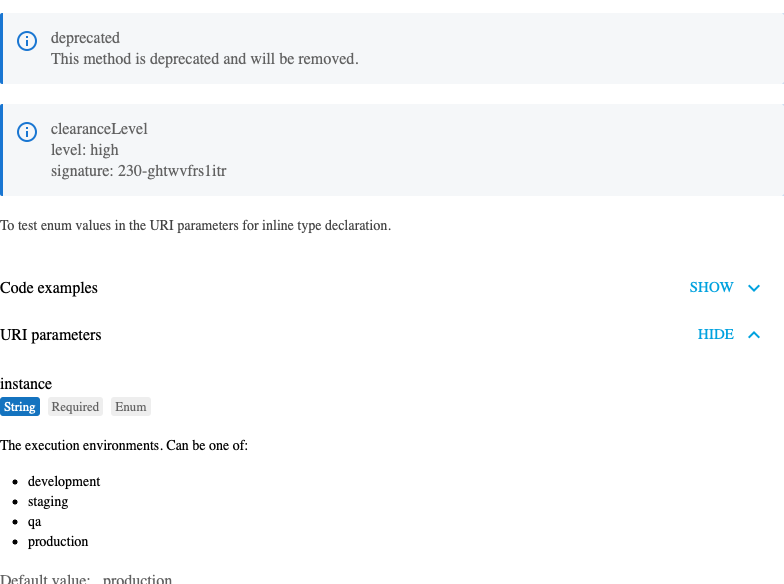 deprecated
This method is deprecated and will be removed.
clearanceLevel
level: high
signature: 230-ghtwvfrs1itr
To test enum values in the URI parameters for inline type declaration.
Code examples SHOW
URI parameters HIDE
instance
String Required Enum
The execution environments. Can be one of:
development
staging
qa
production
Default value: production